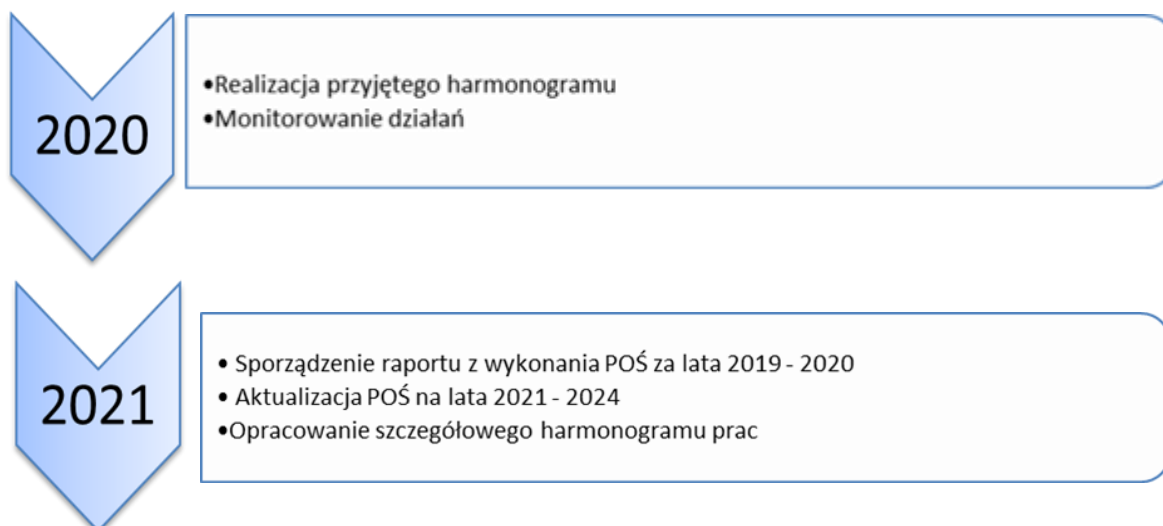 2020
•Realizacja przyjętego harmonogramu
•Monitorowanie działań
2021
• Sporządzenie raportu z wykonania POŚ za lata 2019 - 2020
• Aktualizacja POŚ na lata 2021 - 2024
•Opracowanie szczegółowego harmonogramu prac